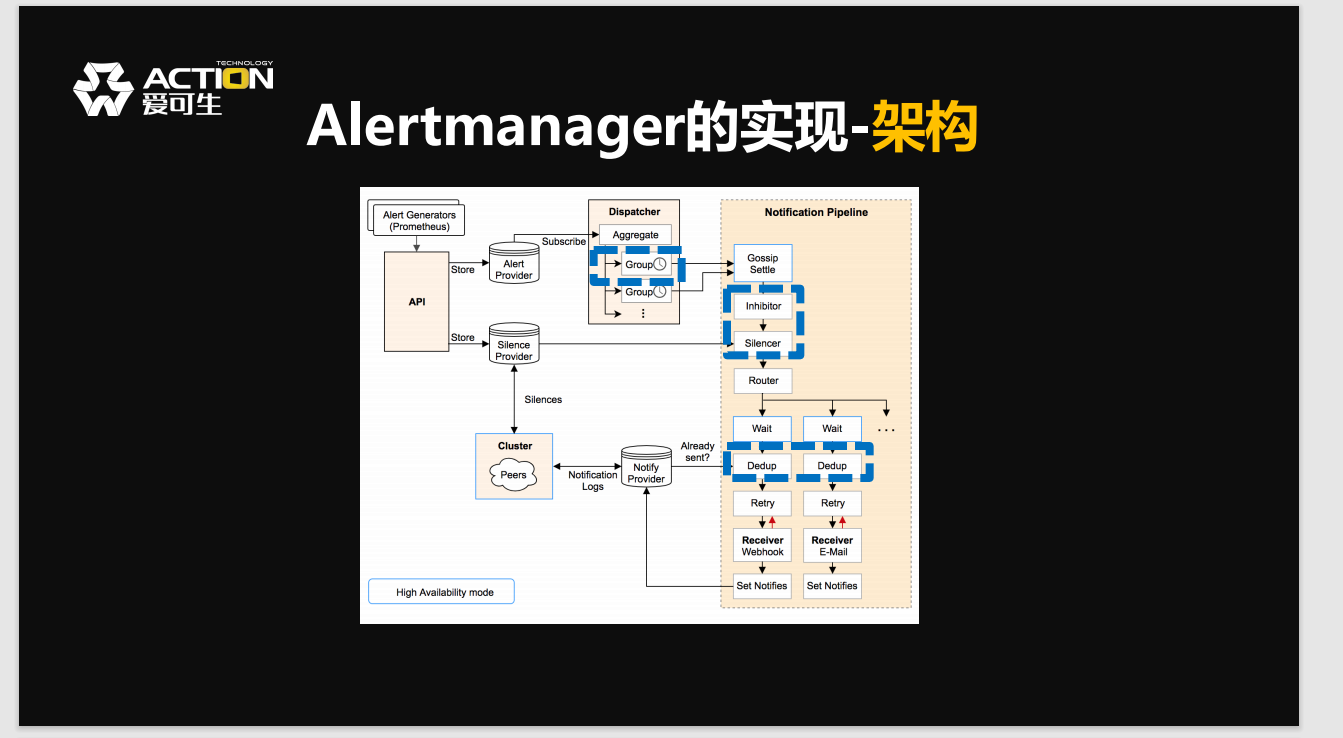 TECHNOLOGY
ACTION
爱可生
Alertmanager的实现-架构
Alert Generators
(Prometheus)
API
Store
Store
Alert
Provider
Subscribe
Silence
Provider
Silences
Dispatcher
Aggregate
Group
Group
Cluster
Peers
Notification
Logs
Notify
Provider
Already
sent?
High Availability mode
Notification Pipeline
Gossip
Settle
Inhibitor
Silencer
Router
Wait
Wait
...
Dedup
Dedup
Retry
Retry
Receiver
Webhook
Receiver
E-Mail
Set Notifies
Set Notifies